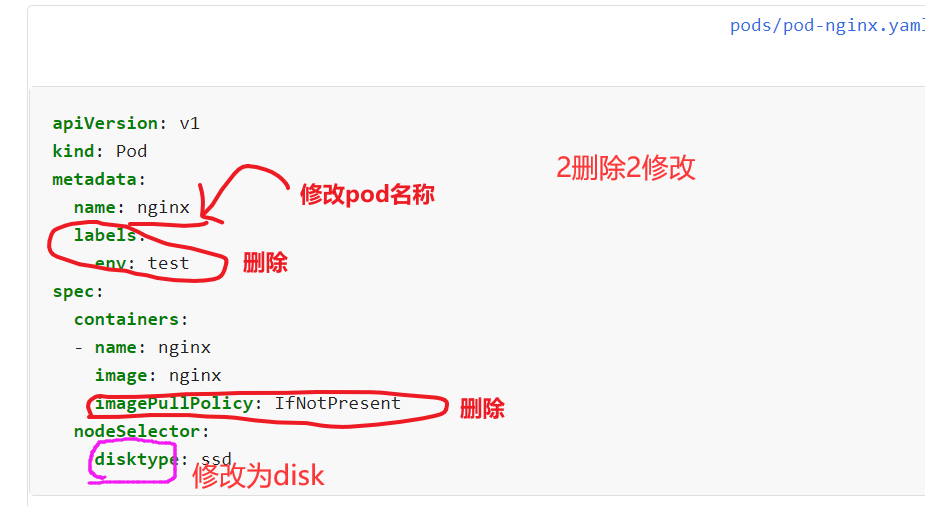 pods/pod-nginx.yaml
apiVersion: v1
kind: Pod
2删除2修改
metadata:
修改pod名称
name: nginx
labels:
env: test
删除
spec:
containers:
- name: nginx
image: nginx
imagePullPolicy: IfNotPresent
删除
nodeSelector:
disktype: ssd
修改为disk